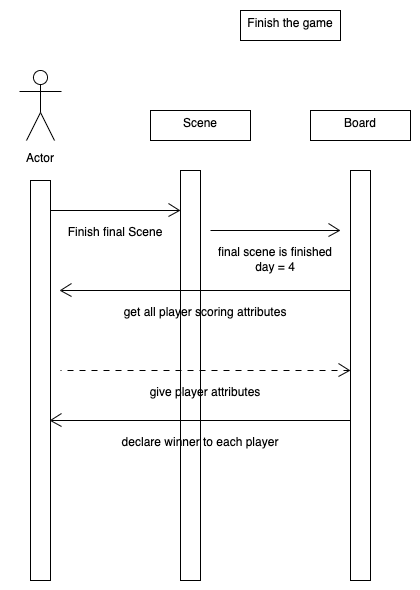 Finish the game
Scene
Board
Actor
Finish final Scene
final scene is finished
day = 4
get all player scoring attributes
give player attributes
declare winner to each player